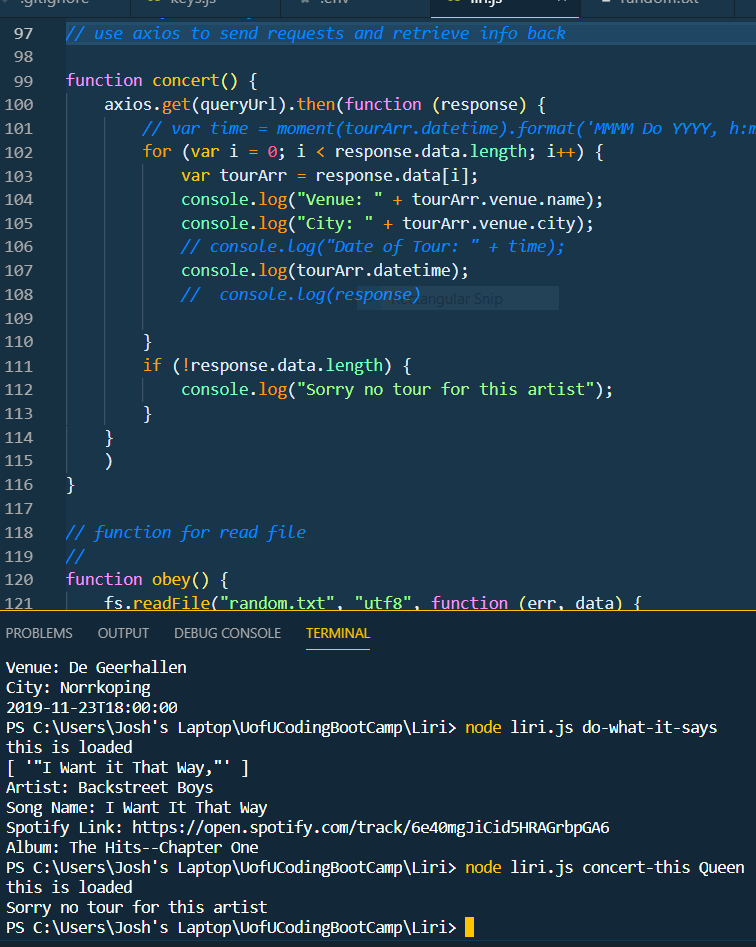 .gitignore keys.js .env liri.js random.txt
97 // use axios to send requests and retrieve info back
98
99 function concert() {
100 axios.get(queryUrl).then(function (response) {
101 // var time = moment(tourArr.datetime).format('MMMM Do YYYY, h:m
102 for (var i = 0; i < response.data.length; i++) {
103 var tourArr = response.data[i];
104 console.log("Venue: " + tourArr.venue.name);
105 console.log("City: " + tourArr.venue.city);
106 // console.log("Date of Tour: " + time);
107 console.log(tourArr.datetime);
108 //  console.log(response)
Rectangular Snip
109
110 }
111 if (!response.data.length) {
112 console.log("Sorry no tour for this artist");
113 }
114 }
115 )
116 }
117
118 // function for read file
119 //
120 function obey() {
121 fs.readFile("random.txt", "utf8", function (err, data) {
PROBLEMS OUTPUT DEBUG CONSOLE TERMINAL
Venue: De Geerhallen
City: Norrkoping
2019-11-23T18:00:00
PS C:\Users\Josh's Laptop\UofUCodingBootCamp\Liri> node liri.js do-what-it-says
this is loaded
[ '"I Want it That Way,"' ]
Artist: Backstreet Boys
Song Name: I Want It That Way
Spotify Link: https://open.spotify.com/track/6e40mgJiCid5HRAGrbpGA6
Album: The Hits--Chapter One
PS C:\Users\Josh's Laptop\UofUCodingBootCamp\Liri> node liri.js concert-this Queen
this is loaded
Sorry no tour for this artist
PS C:\Users\Josh's Laptop\UofUCodingBootCamp\Liri>